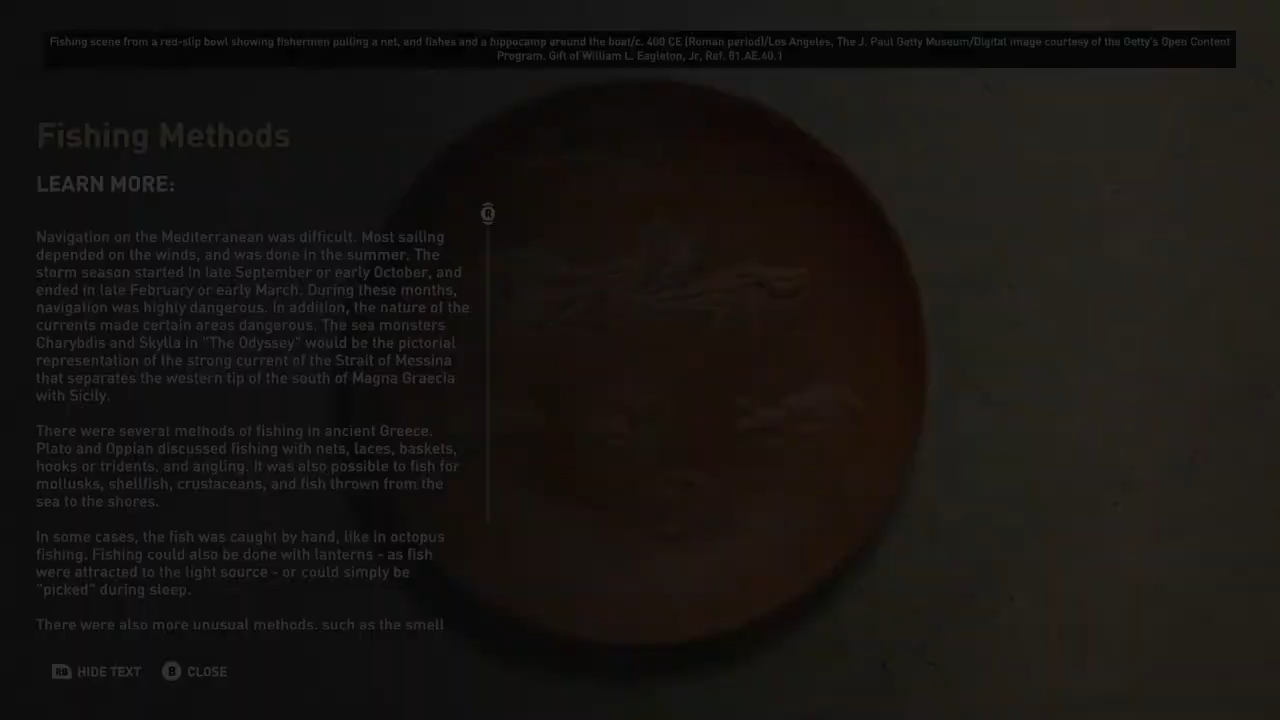 Fishing scene from a red-slip bowl showing fishermen pulling a net, and fishes and a hippocamp around the boat/c. 400 CE (Roman period)/Los Angeles, The J. Paul Getty Museum/Digital image courtesy of the Getty's Open Content
Program. Gift of William L. Eagleton, Jr, Ref. 81.AE.40.1
Fishing Methods
LEARN MORE:
R
Navigation on the Mediterranean was difficult. Most sailing
depended on the winds, and was done in the summer. The
storm season started in late September or early October, and
ended in late February or early March. During these months,
navigation was highly dangerous. In addition, the nature of the
currents made certain areas dangerous. The sea monsters
Charybdis and Skylla in "The Odyssey" would be the pictorial
representation of the strong current of the Strait of Messina
that separates the western tip of the south of Magna Graecia
with Sicily.
There were several methods of fishing in ancient Greece.
Plato and Oppian discussed fishing with nets, laces, baskets,
hooks or tridents, and angling. It was also possible to fish for
mollusks, shellfish, crustaceans, and fish thrown from the
sea to the shores.
In some cases, the fish was caught by hand, like in octopus
fishing. Fishing could also be done with lanterns - as fish
were attracted to the light source - or could simply be
"picked" during sleep.
There were also more unusual methods, such as the smell
RB HIDE TEXT B CLOSE